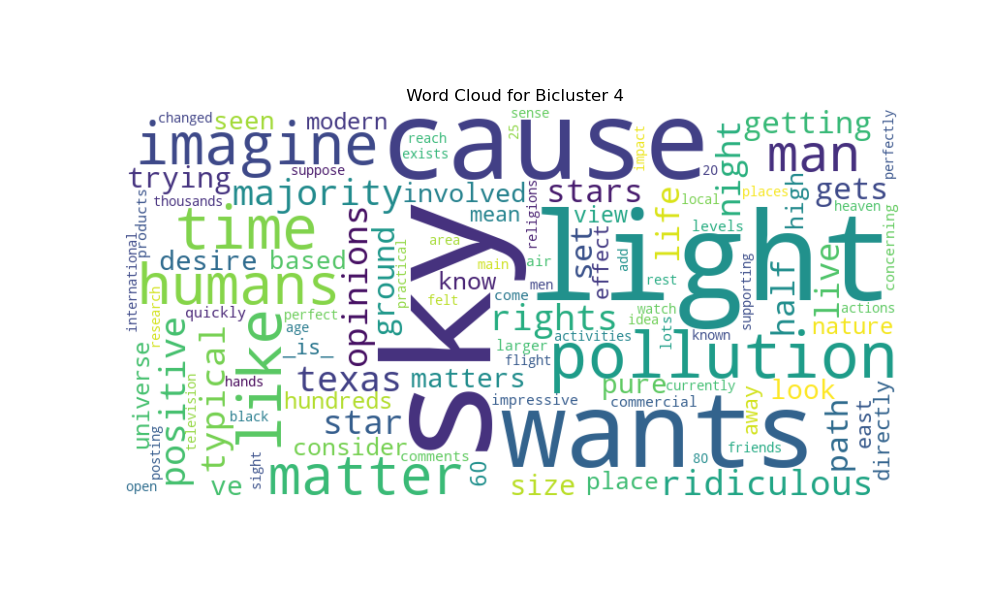 Word Cloud for Bicluster 4
changed
seen
modern
imagine
cause
reach
exists
sense
25
impact
20
night
getting
man
perfectly
trying
suppose
thousands
majority
involved
stars
religions
mean
view
life
local
places
levels
high
gets
heaven
concerning
products
international
time
desire
based
opinions
ground
practical
area
main
know
felt
sky
air
men
come
set
effect
add
light
rest
supporting
half
live
actions
humans
research
quickly
perfect
age
_is_
like
rights
larger
flight
activities
watch
idea
lots
known
nature
universe
posting
positive
television
typical
hands
black
texas
hundreds
matters
impressive
pollution
pure
currently
commercial
look
away
path
east
directly
star
consider
comments
wants
friends
80
open
ve
sight
matter
60
size
place
ridiculous